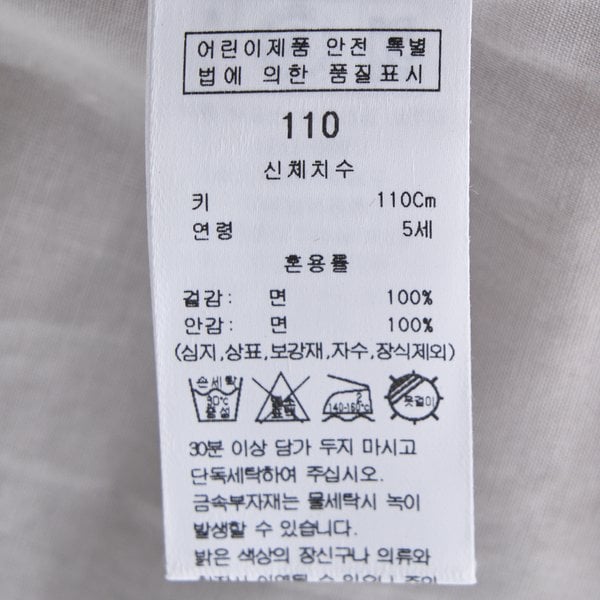 어린이제품 안전 특별
법에 의한 품질표시
110
신체치수
키 110Cm
연령 5세
혼용률
겉감: 면 100%
안감: 면 100%
(심지,상표,보강재,자수,장식제외)
손세탁 30℃ 중성
염소 표백
2 140-160℃
옷걸이
30분 이상 담가 두지 마시고
단독세탁하여 주십시오.
금속부자재는 물세탁시 녹이
발생할 수 있습니다.
밝은 색상의 장신구나 의류와